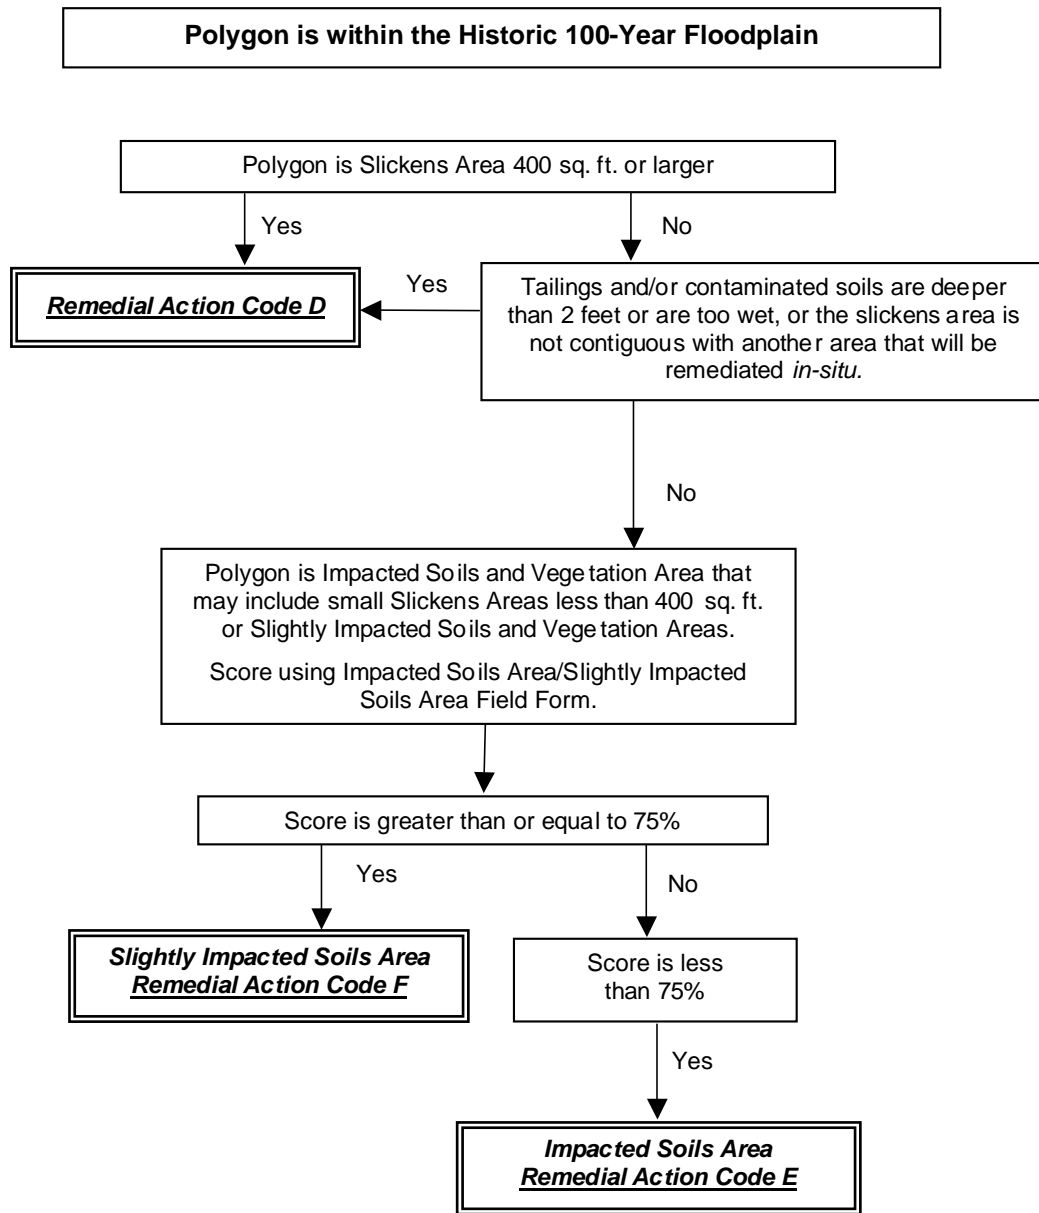 Polygon is within the Historic 100-Year Floodplain
Polygon is Slickens Area 400 sq. ft. or larger
Yes
No
Remedial Action Code D
Yes
Tailings and/or contaminated soils are deeper
than 2 feet or are too wet, or the slickens area is
not contiguous with another area that will be
remediated in-situ.
No
Polygon is Impacted Soils and Vegetation Area that
may include small Slickens Areas less than 400 sq. ft.
or Slightly Impacted Soils and Vegetation Areas.
Score using Impacted Soils Area/Slightly Impacted
Soils Area Field Form.
Score is greater than or equal to 75%
Yes
No
Slightly Impacted Soils Area
Remedial Action Code F
Score is less
than 75%
Yes
Impacted Soils Area
Remedial Action Code E